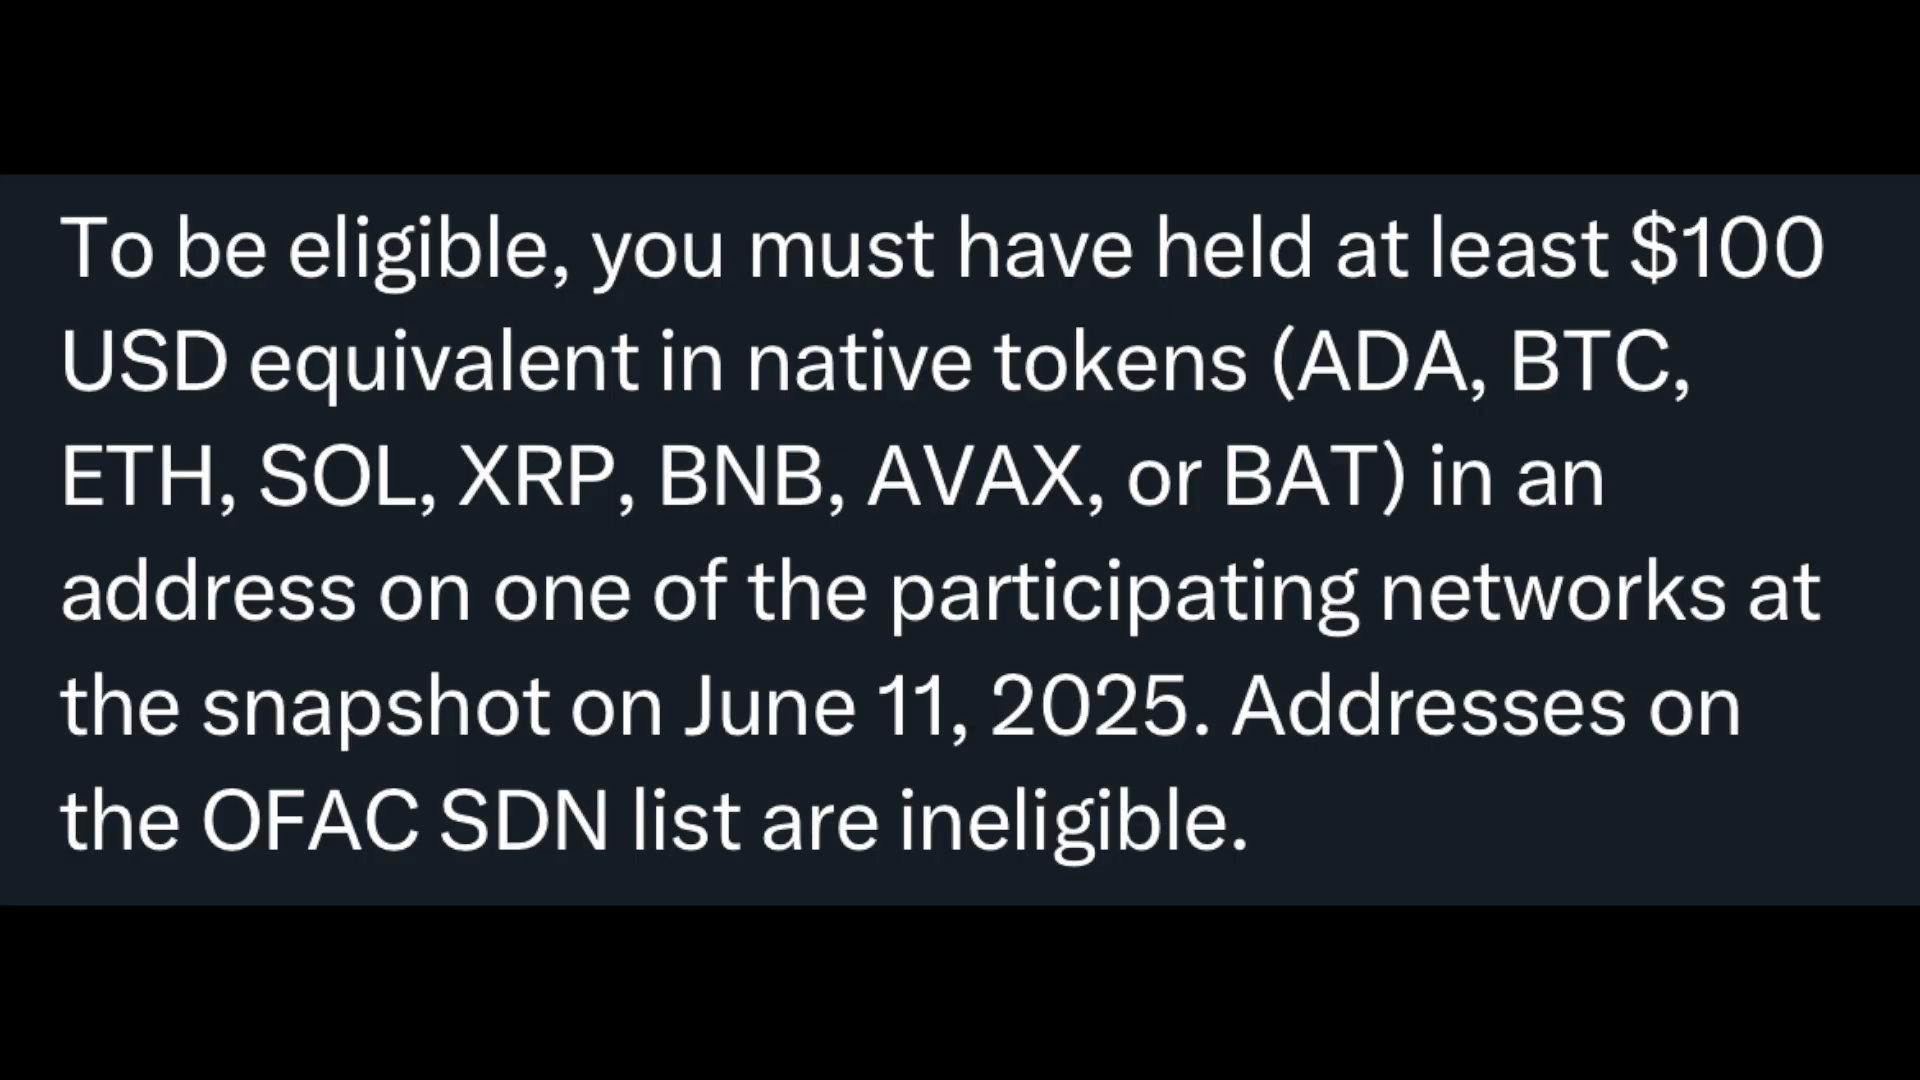 To be eligible, you must have held at least $100
USD equivalent in native tokens (ADA, BTC,
ETH, SOL, XRP, BNB, AVAX, or BAT) in an
address on one of the participating networks at
the snapshot on June 11, 2025. Addresses on
the OFAC SDN list are ineligible.